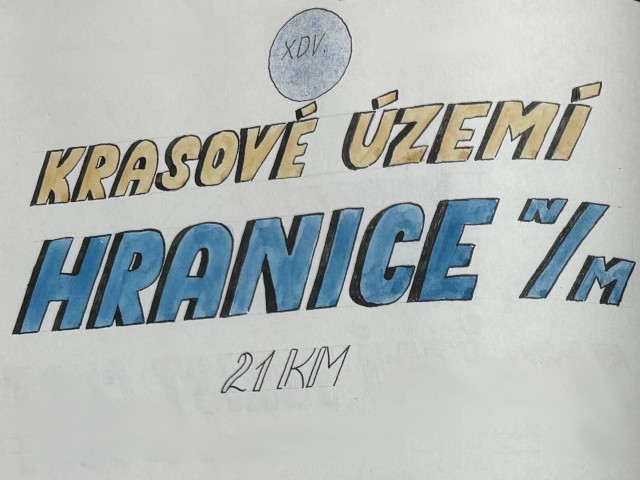 XDV.
KRASOVÉ ÚZEMÍ
HRANICE N/M
21 KM